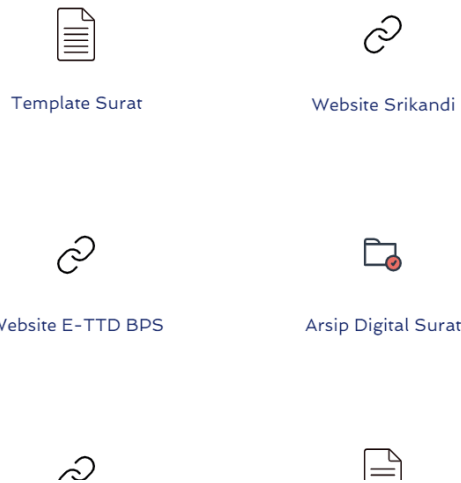 Template Surat
Website Srikandi
Website E-TTD BPS
Arsip Digital Surat